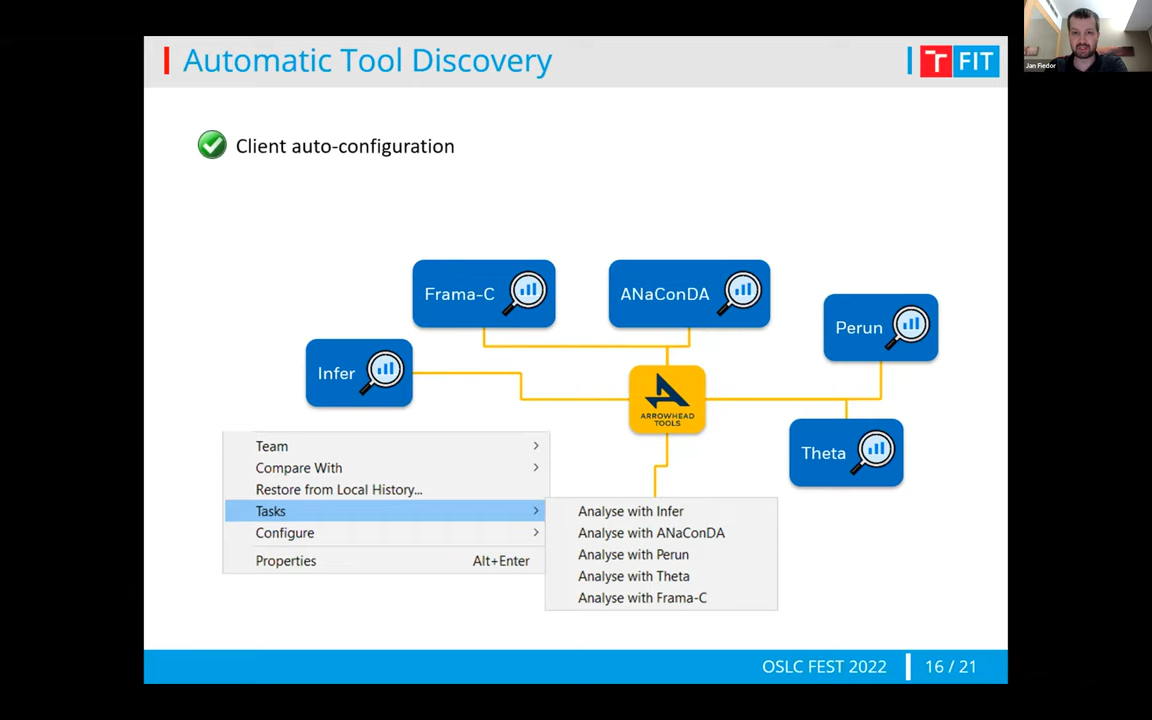 Automatic Tool Discovery
FIT
Jan Fiedor
Client auto-configuration
Frama-C
ANaConDA
Perun
Infer
ARROWHEAD
TOOLS
Theta
Team
Compare With
Restore from Local History...
Tasks
Configure
Properties Alt+Enter
Analyse with Infer
Analyse with ANaConDA
Analyse with Perun
Analyse with Theta
Analyse with Frama-C
OSLC FEST 2022
16 / 21